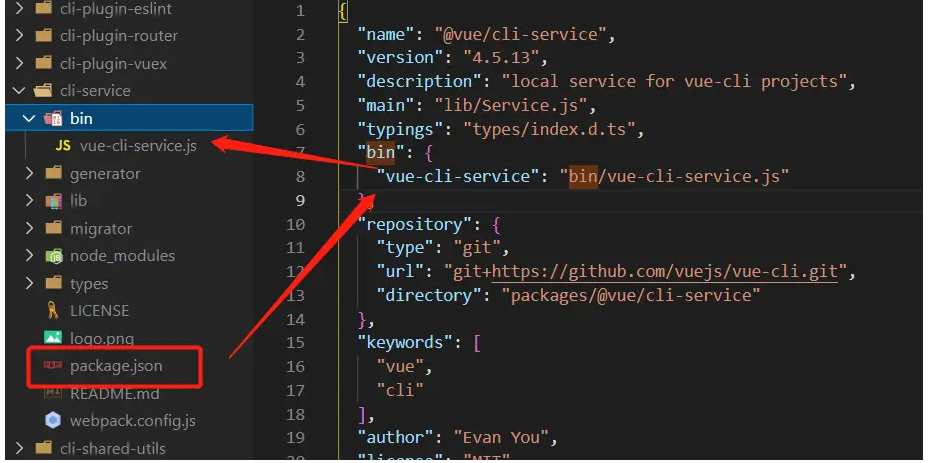 cli-plugin-eslint
cli-plugin-router
cli-plugin-vuex
cli-service
bin
JS vue-cli-service.js
generator
lib
migrator
node_modules
types
LICENSE
logo.png
package.json
README.md
webpack.config.js
cli-shared-utils
1 {
2 "name": "@vue/cli-service",
3 "version": "4.5.13",
4 "description": "local service for vue-cli projects",
5 "main": "lib/Service.js",
6 "typings": "types/index.d.ts",
7 "bin": {
8 "vue-cli-service": "bin/vue-cli-service.js"
9 },
10 "repository": {
11 "type": "git",
12 "url": "git+https://github.com/vuejs/vue-cli.git",
13 "directory": "packages/@vue/cli-service"
14 },
15 "keywords": [
16 "vue",
17 "cli"
18 ],
19 "author": "Evan You",
20 "license": "MIT"